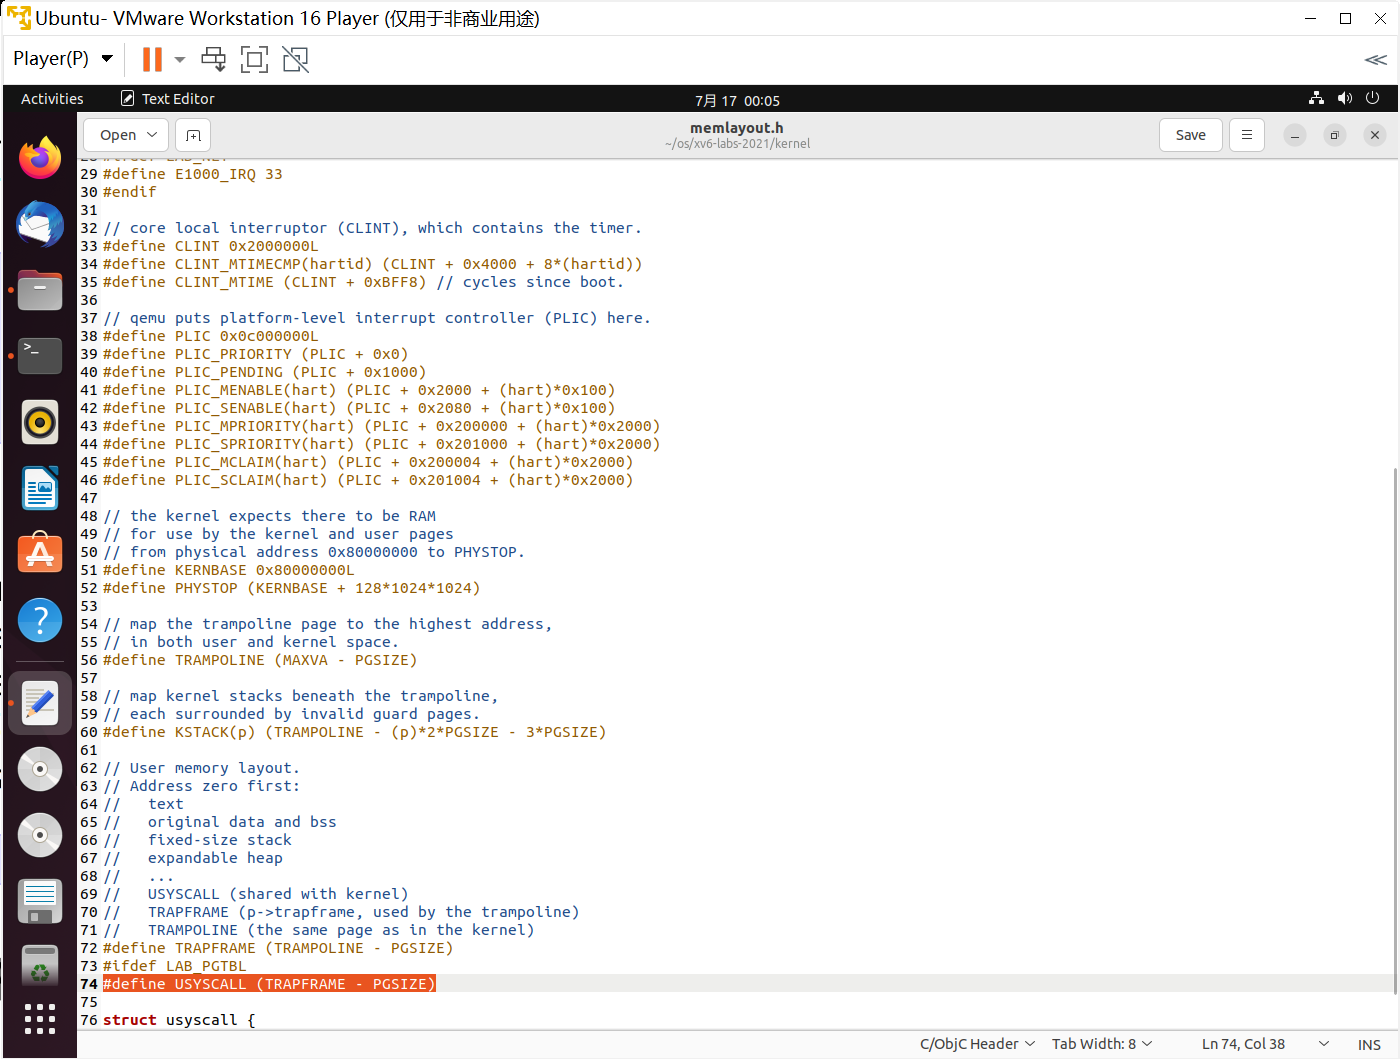 Ubuntu- VMware Workstation 16 Player (仅用于非商业用途)
Player(P)
Activities
Text Editor
7月 17 00:05
Open
memlayout.h
~/os/xv6-labs-2021/kernel
Save
29 #define E1000_IRQ 33
30 #endif
31
32 // core local interruptor (CLINT), which contains the timer.
33 #define CLINT 0x2000000L
34 #define CLINT_MTIMECMP(hartid) (CLINT + 0x4000 + 8*(hartid))
35 #define CLINT_MTIME (CLINT + 0xBFF8) // cycles since boot.
36
37 // qemu puts platform-level interrupt controller (PLIC) here.
38 #define PLIC 0x0c000000L
39 #define PLIC_PRIORITY (PLIC + 0x0)
40 #define PLIC_PENDING (PLIC + 0x1000)
41 #define PLIC_MENABLE(hart) (PLIC + 0x2000 + (hart)*0x100)
42 #define PLIC_SENABLE(hart) (PLIC + 0x2080 + (hart)*0x100)
43 #define PLIC_MPRIORITY(hart) (PLIC + 0x200000 + (hart)*0x2000)
44 #define PLIC_SPRIORITY(hart) (PLIC + 0x201000 + (hart)*0x2000)
45 #define PLIC_MCLAIM(hart) (PLIC + 0x200004 + (hart)*0x2000)
46 #define PLIC_SCLAIM(hart) (PLIC + 0x201004 + (hart)*0x2000)
47
48 // the kernel expects there to be RAM
49 // for use by the kernel and user pages
50 // from physical address 0x80000000 to PHYSTOP.
51 #define KERNBASE 0x80000000L
52 #define PHYSTOP (KERNBASE + 128*1024*1024)
53
54 // map the trampoline page to the highest address,
55 // in both user and kernel space.
56 #define TRAMPOLINE (MAXVA - PGSIZE)
57
58 // map kernel stacks beneath the trampoline,
59 // each surrounded by invalid guard pages.
60 #define KSTACK(p) (TRAMPOLINE - (p)*2*PGSIZE - 3*PGSIZE)
61
62 // User memory layout.
63 // Address zero first:
64 //   text
65 //   original data and bss
66 //   fixed-size stack
67 //   expandable heap
68 //   ...
69 //   USYSCALL (shared with kernel)
70 //   TRAPFRAME (p->trapframe, used by the trampoline)
71 //   TRAMPOLINE (the same page as in the kernel)
72 #define TRAPFRAME (TRAMPOLINE - PGSIZE)
73 #ifdef LAB_PGTBL
74 #define USYSCALL (TRAPFRAME - PGSIZE)
75
76 struct usyscall {
C/ObjC Header
Tab Width: 8
Ln 74, Col 38
INS